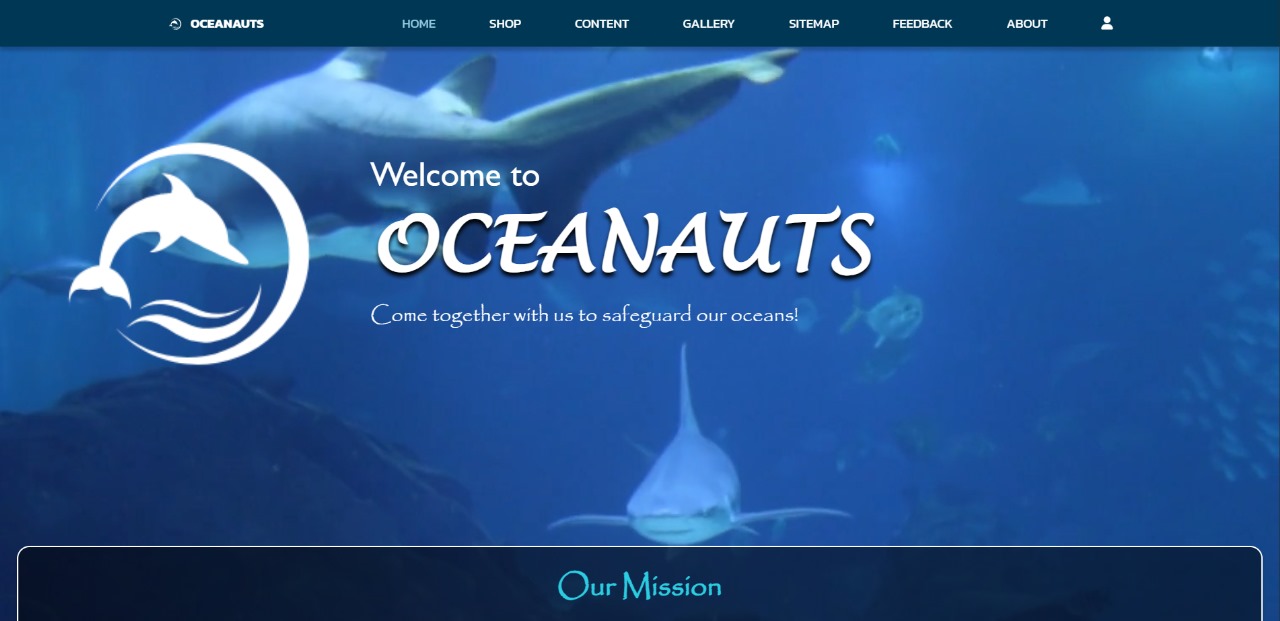 OCEANAUTS
HOME
SHOP
CONTENT
GALLERY
SITEMAP
FEEDBACK
ABOUT
Welcome to
OCEANAUTS
Come together with us to safeguard our oceans!
Our Mission